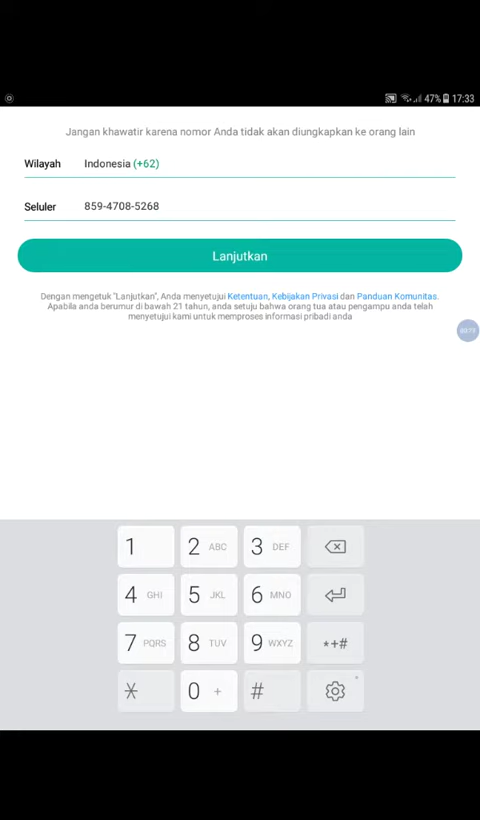 47% 17:33
Jangan khawatir karena nomor Anda tidak akan diungkapkan ke orang lain
Wilayah Indonesia (+62)
Seluler 859-4708-5268
Lanjutkan
Dengan mengetuk "Lanjutkan", Anda menyetujui Ketentuan, Kebijakan Privasi dan Panduan Komunitas.
Apabila anda berumur di bawah 21 tahun, anda setuju bahwa orang tua atau pengampu anda telah
menyetujui kami untuk memproses informasi pribadi anda
1 2 ABC 3 DEF
4 GHI 5 JKL 6 MNO
7 PQRS 8 TUV 9 WXYZ *+#
* 0 + #